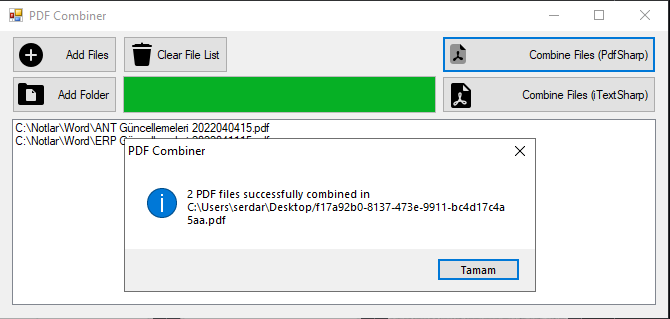 PDF Combiner
Add Files
Clear File List
Combine Files (PdfSharp)
Add Folder
Combine Files (iTextSharp)
C:\Notlar\Word\ANT Güncellemeleri 2022040415.pdf
C:\Notlar\Word\ERP
PDF Combiner
2 PDF files successfully combined in
C:\Users\serdar\Desktop/f17a92b0-8137-473e-9911-bc4d17c4a
5aa.pdf
Tamam